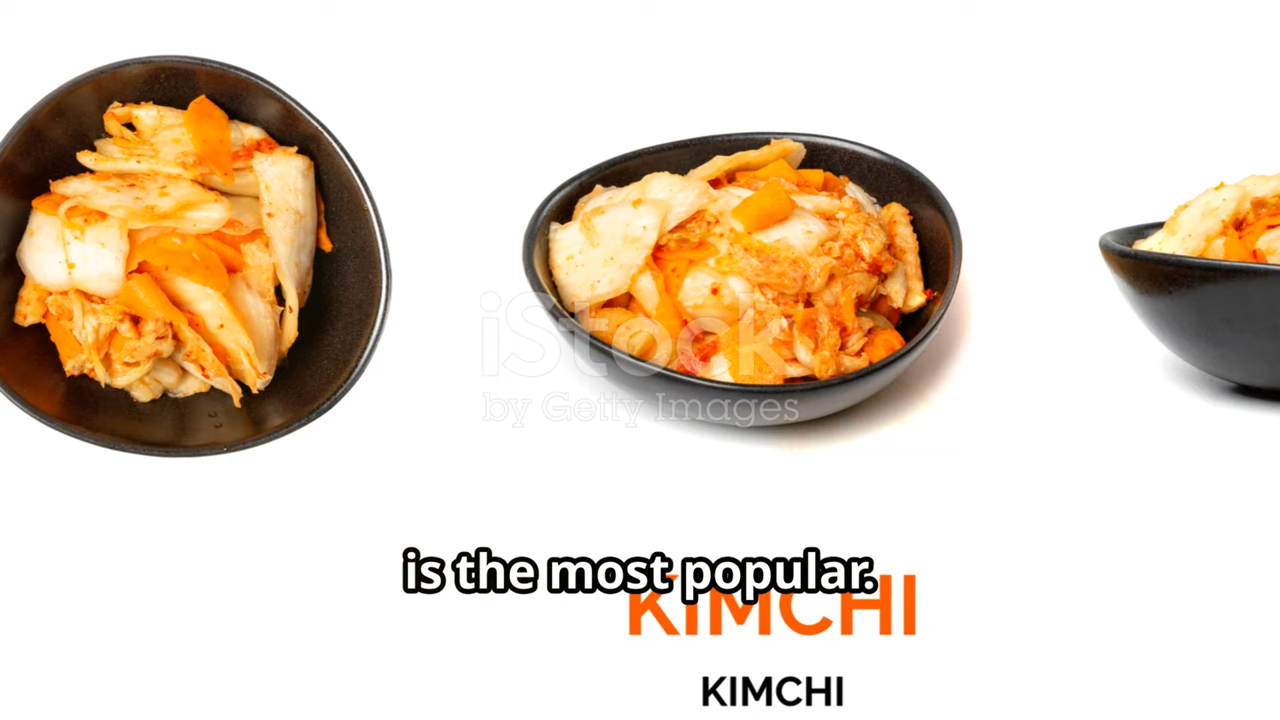 iStock
by Getty Images
is the most popular.
KIMCHI
KIMCHI